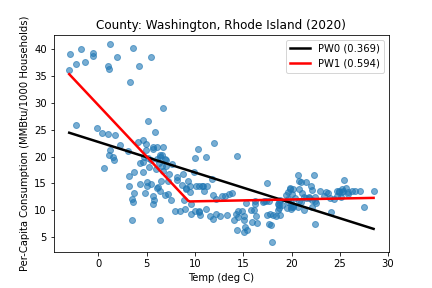 County: Washington, Rhode Island (2020)
PW0 (0.369)
PW1 (0.594)
Per-Capita Consumption (MMBtu/1000 Households)
40
35
30
25
20
15
10
5
0 5 10 15 20 25 30
Temp (deg C)